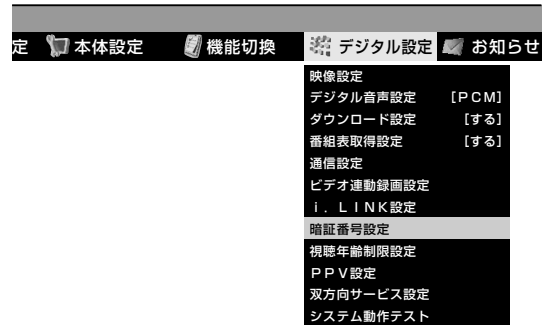 定 本体設定 機能切換 デジタル設定 お知らせ
映像設定
デジタル音声設定 [PCM]
ダウンロード設定 [する]
番組表取得設定 [する]
通信設定
ビデオ連動録画設定
i．LINK設定
暗証番号設定
視聴年齢制限設定
PPV設定
双方向サービス設定
システム動作テスト